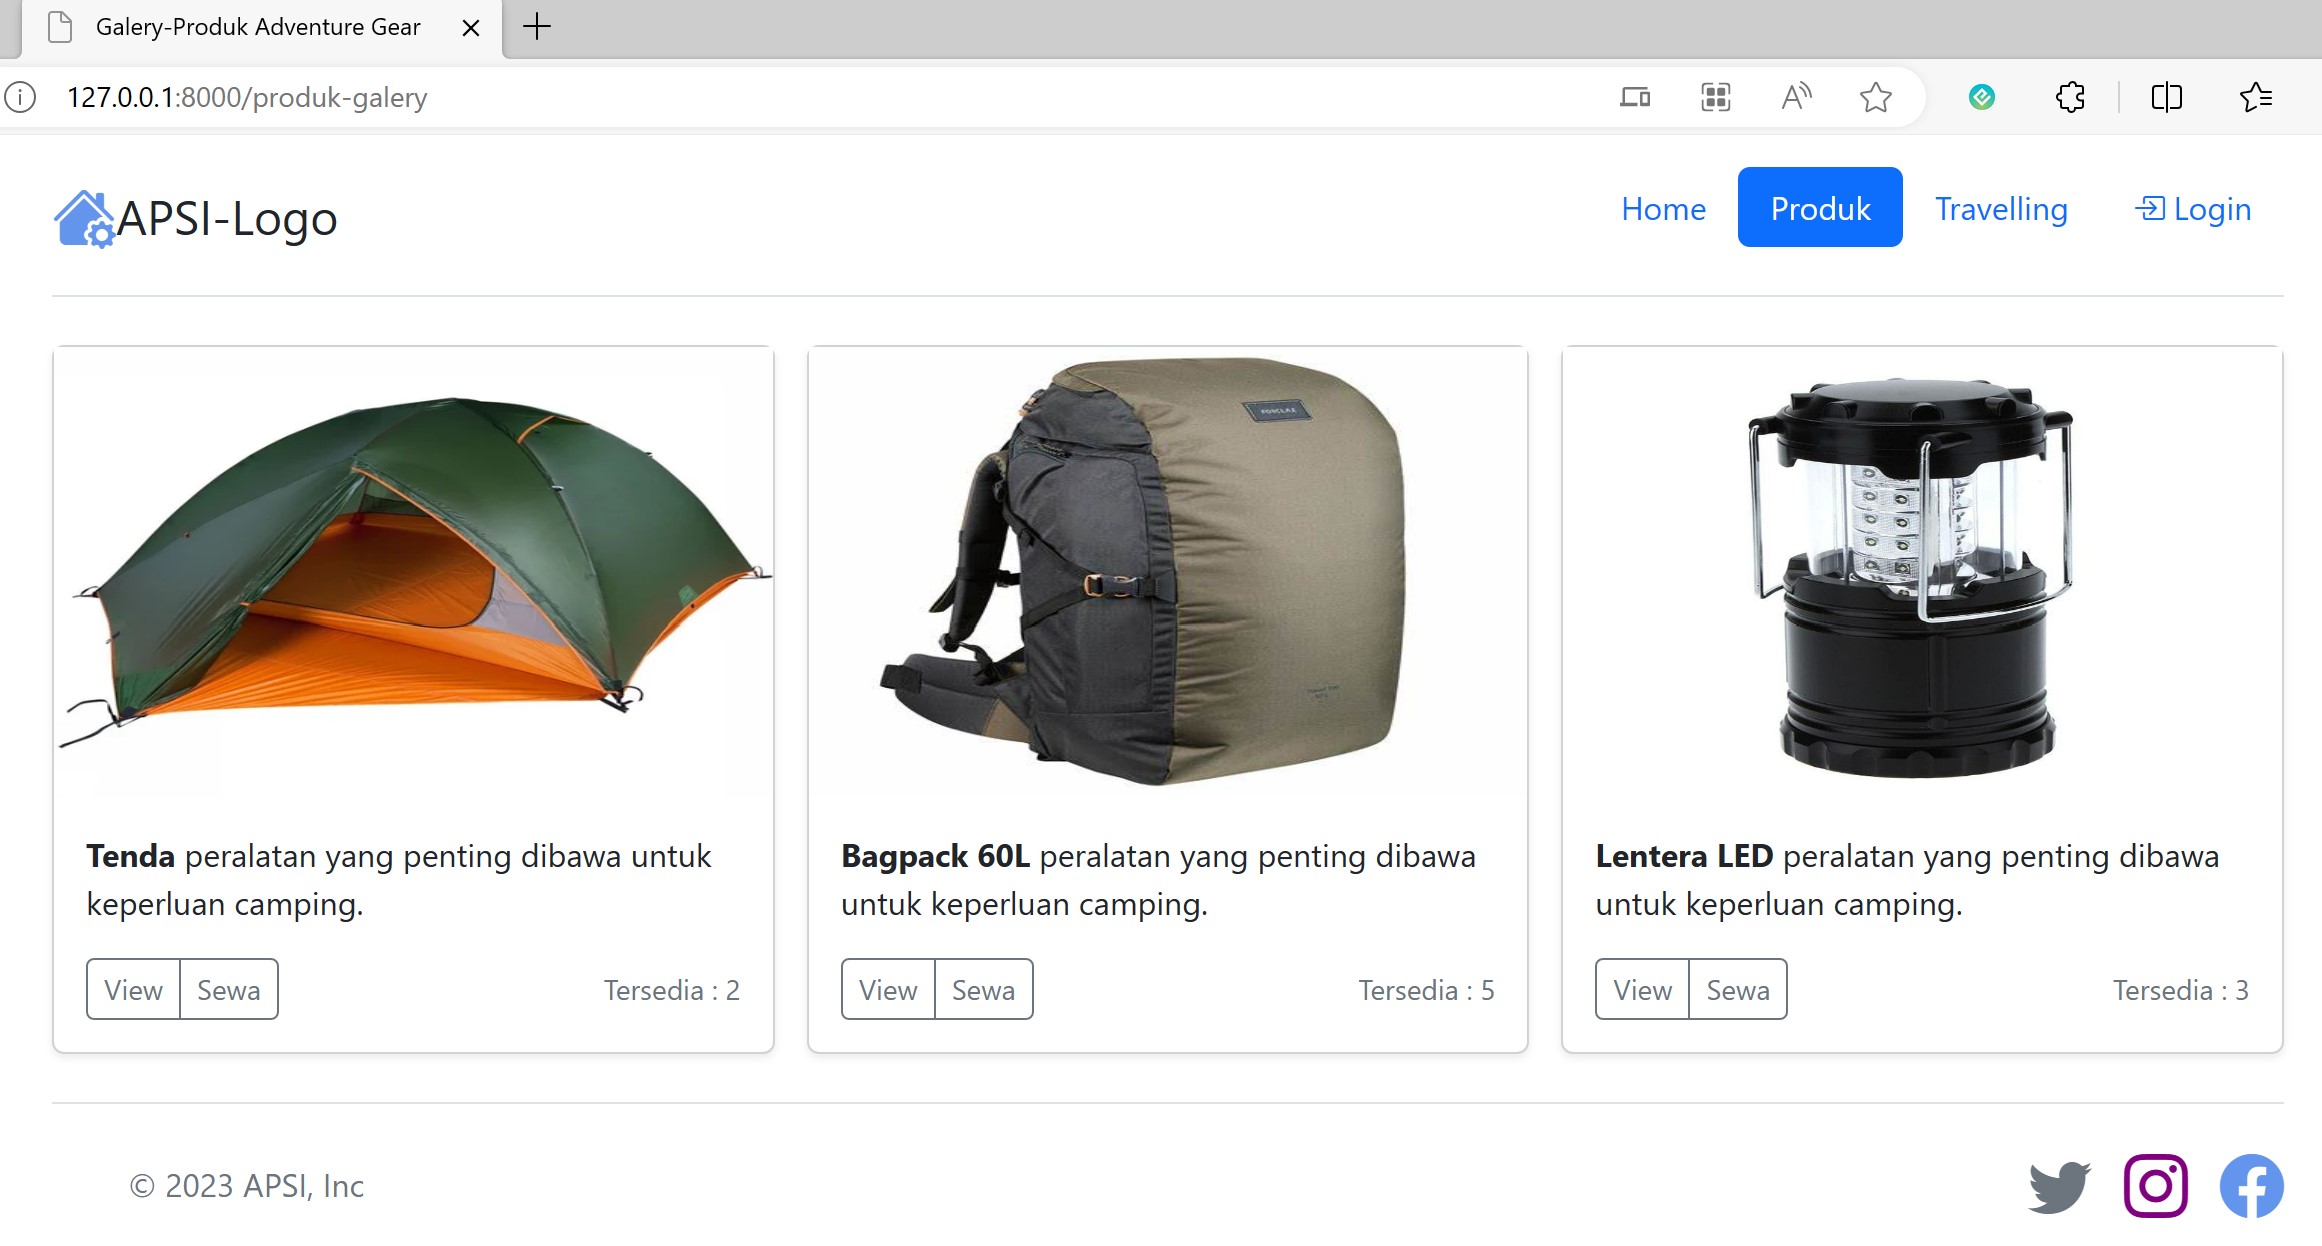 Galery-Produk Adventure Gear
127.0.0.1:8000/produk-galery
APSI-Logo
Home
Produk
Travelling
Login
FORCLAZ
Tenda peralatan yang penting dibawa untuk
keperluan camping.
View
Sewa
Tersedia : 2
Bagpack 60L peralatan yang penting dibawa
untuk keperluan camping.
View
Sewa
Tersedia : 5
Lentera LED peralatan yang penting dibawa
untuk keperluan camping.
View
Sewa
Tersedia : 3
© 2023 APSI, Inc